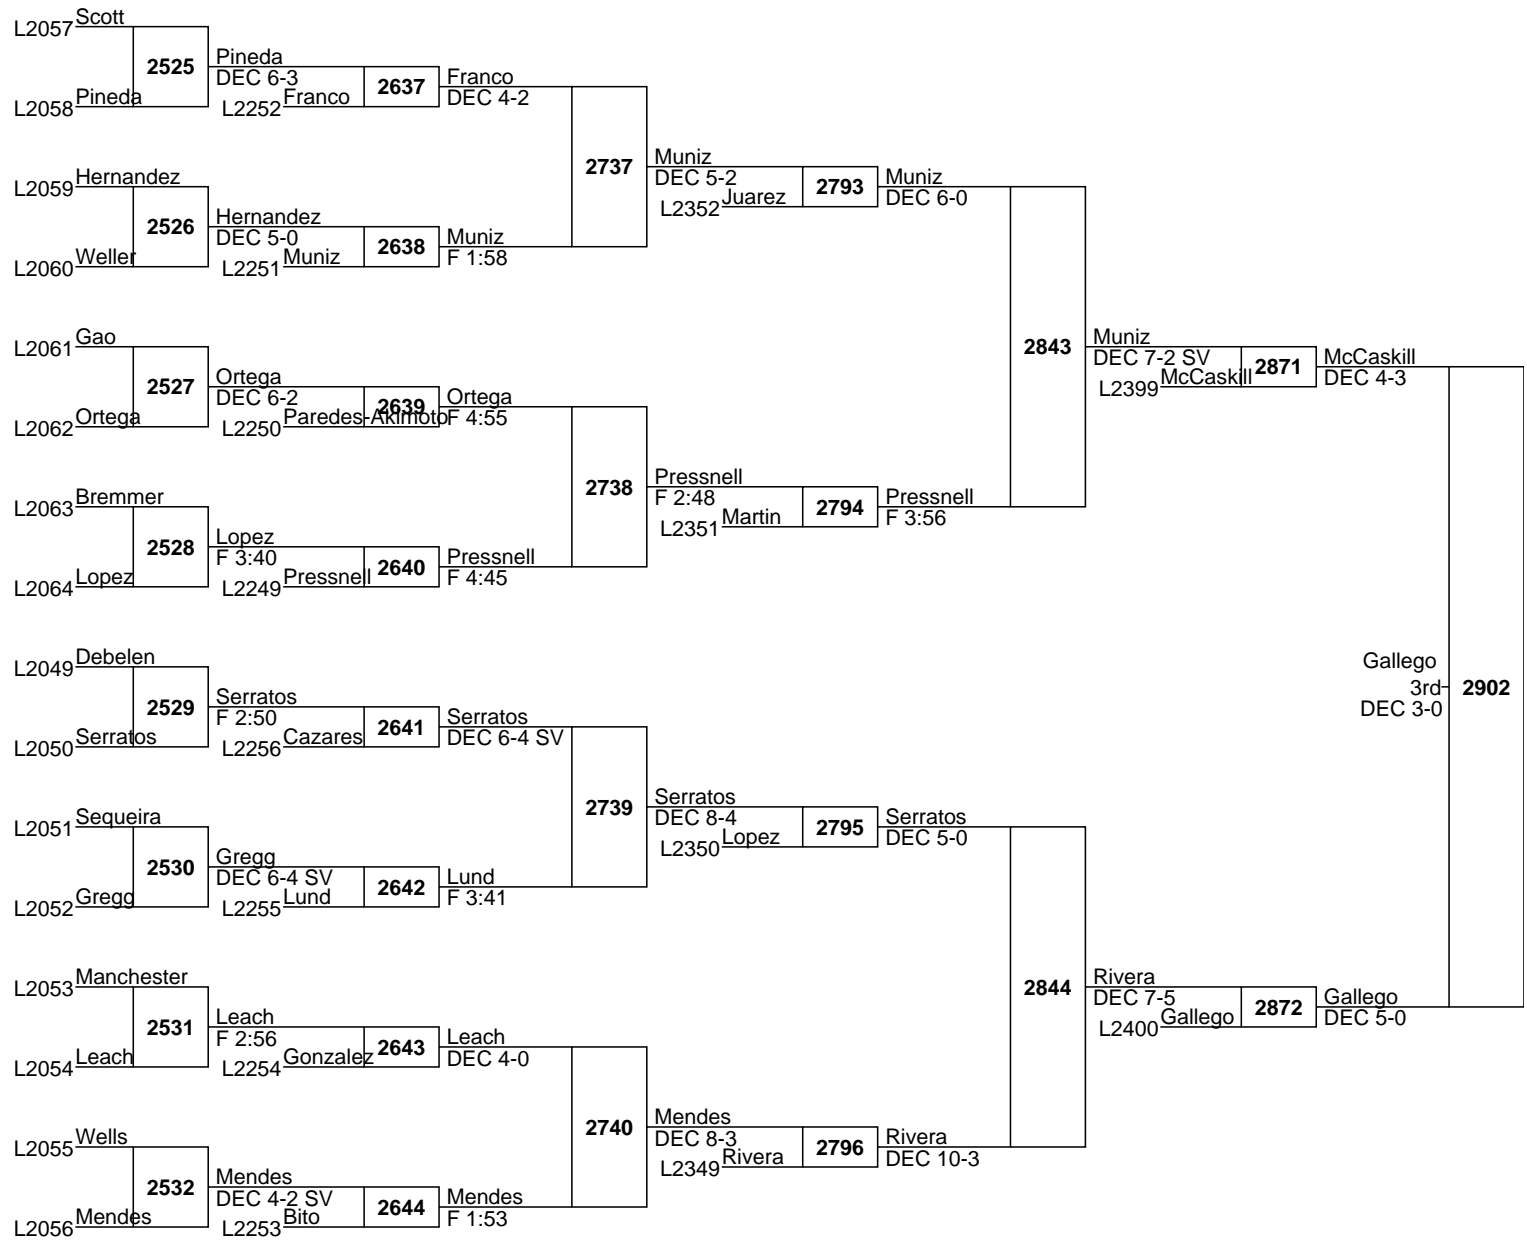 L2057 Scott
2525
Pineda
DEC 6-3
L2058 Pineda
L2252 Franco
2637
Franco
DEC 4-2
2737
Muniz
DEC 5-2
L2352 Juarez
2793
Muniz
DEC 6-0
L2059 Hernandez
2526
Hernandez
DEC 5-0
L2060 Weller
L2251 Muniz
2638
Muniz
F 1:58
2843
Muniz
DEC 7-2 SV
L2399 McCaskill
2871
McCaskill
DEC 4-3
L2061 Gao
2527
Ortega
DEC 6-2
L2062 Ortega
L2250 Paredes-Akimoto
2639
Ortega
F 4:55
2738
Pressnell
F 2:48
L2351 Martin
2794
Pressnell
F 3:56
L2063 Bremmer
2528
Lopez
F 3:40
L2064 Lopez
L2249 Pressnell
2640
Pressnell
F 4:45
Gallego
3rd
DEC 3-0
2902
L2049 Debelen
2529
Serratos
F 2:50
L2050 Serratos
L2256 Cazares
2641
Serratos
DEC 6-4 SV
2739
Serratos
DEC 8-4
L2350 Lopez
2795
Serratos
DEC 5-0
L2051 Sequeira
2530
Gregg
DEC 6-4 SV
L2052 Gregg
L2255 Lund
2642
Lund
F 3:41
2844
Rivera
DEC 7-5
L2400 Gallego
2872
Gallego
DEC 5-0
L2053 Manchester
2531
Leach
F 2:56
L2054 Leach
L2254 Gonzalez
2643
Leach
DEC 4-0
2740
Mendes
DEC 8-3
L2349 Rivera
2796
Rivera
DEC 10-3
L2055 Wells
2532
Mendes
DEC 4-2 SV
L2056 Mendes
L2253 Bito
2644
Mendes
F 1:53